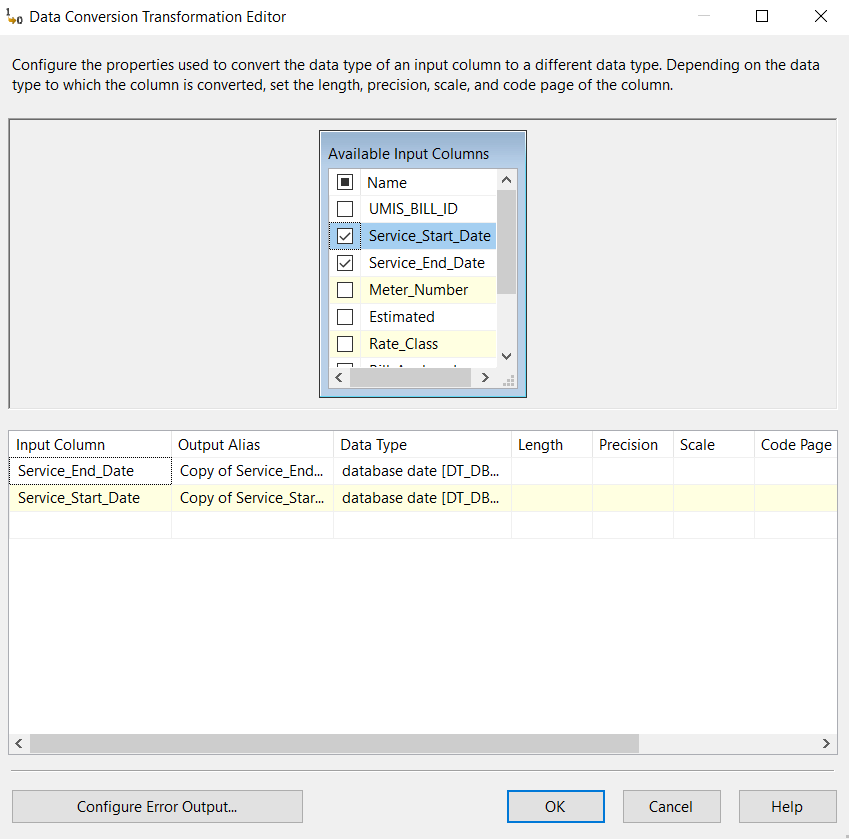 Data Conversion Transformation Editor
Configure the properties used to convert the data type of an input column to a different data type. Depending on the data
type to which the column is converted, set the length, precision, scale, and code page of the column.
Available Input Columns
Name
UMIS_BILL_ID
Service_Start_Date
Service_End_Date
Meter_Number
Estimated
Rate_Class
Input Column Output Alias Data Type Length Precision Scale Code Page
Service_End_Date Copy of Service_End... database date [DT_DB...
Service_Start_Date Copy of Service_Star... database date [DT_DB...
Configure Error Output... OK Cancel Help